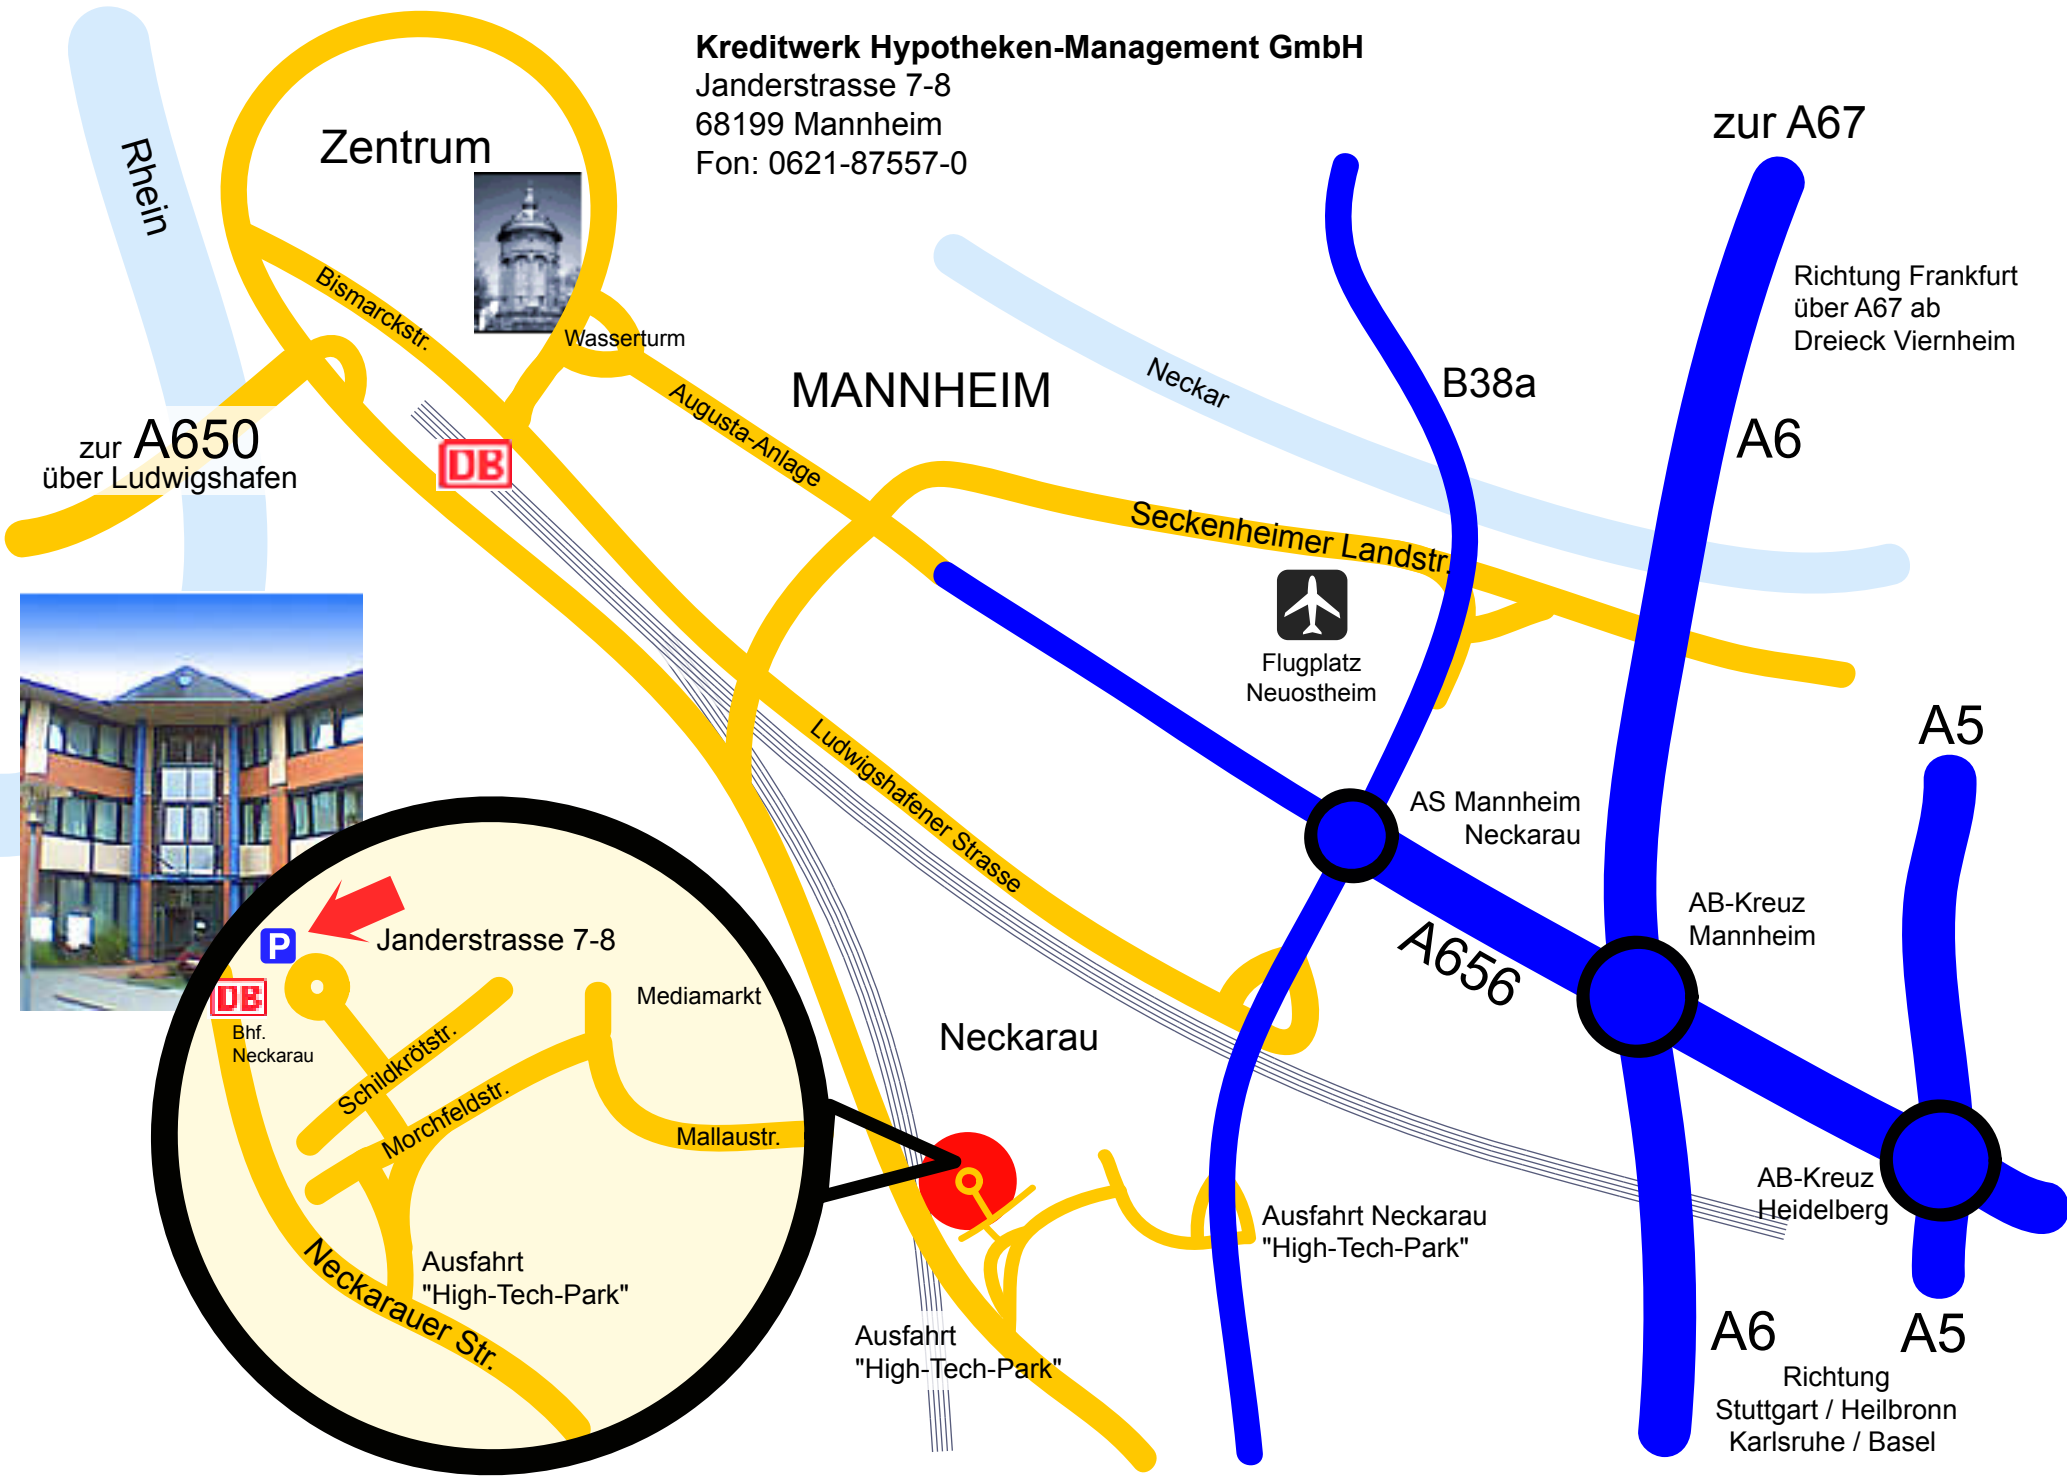 Kreditwerk Hypotheken-Management GmbH
Janderstrasse 7-8
68199 Mannheim
Fon: 0621-87557-0
zur A67
Zentrum
Rhein
Richtung Frankfurt
über A67 ab
Dreieck Viernheim
Bismarckstr.
Wasserturm
MANNHEIM
Neckar
B38a
A6
Augusta-Anlage
zur A650
über Ludwigshafen
DB
Seckenheimer Landstr.
Flugplatz
Neuostheim
A5
Ludwigshafener Strasse
AS Mannheim
Neckarau
AB-Kreuz
Mannheim
A656
P
Janderstrasse 7-8
DB
Mediamarkt
Bhf.
Neckarau
Schildkrötstr.
Morchfeldstr.
Mallaustr.
Neckarau
AB-Kreuz
Heidelberg
Ausfahrt Neckarau
"High-Tech-Park"
Ausfahrt
"High-Tech-Park"
Neckarauer Str.
Ausfahrt
"High-Tech-Park"
A6
A5
Richtung
Stuttgart / Heilbronn
Karlsruhe / Basel